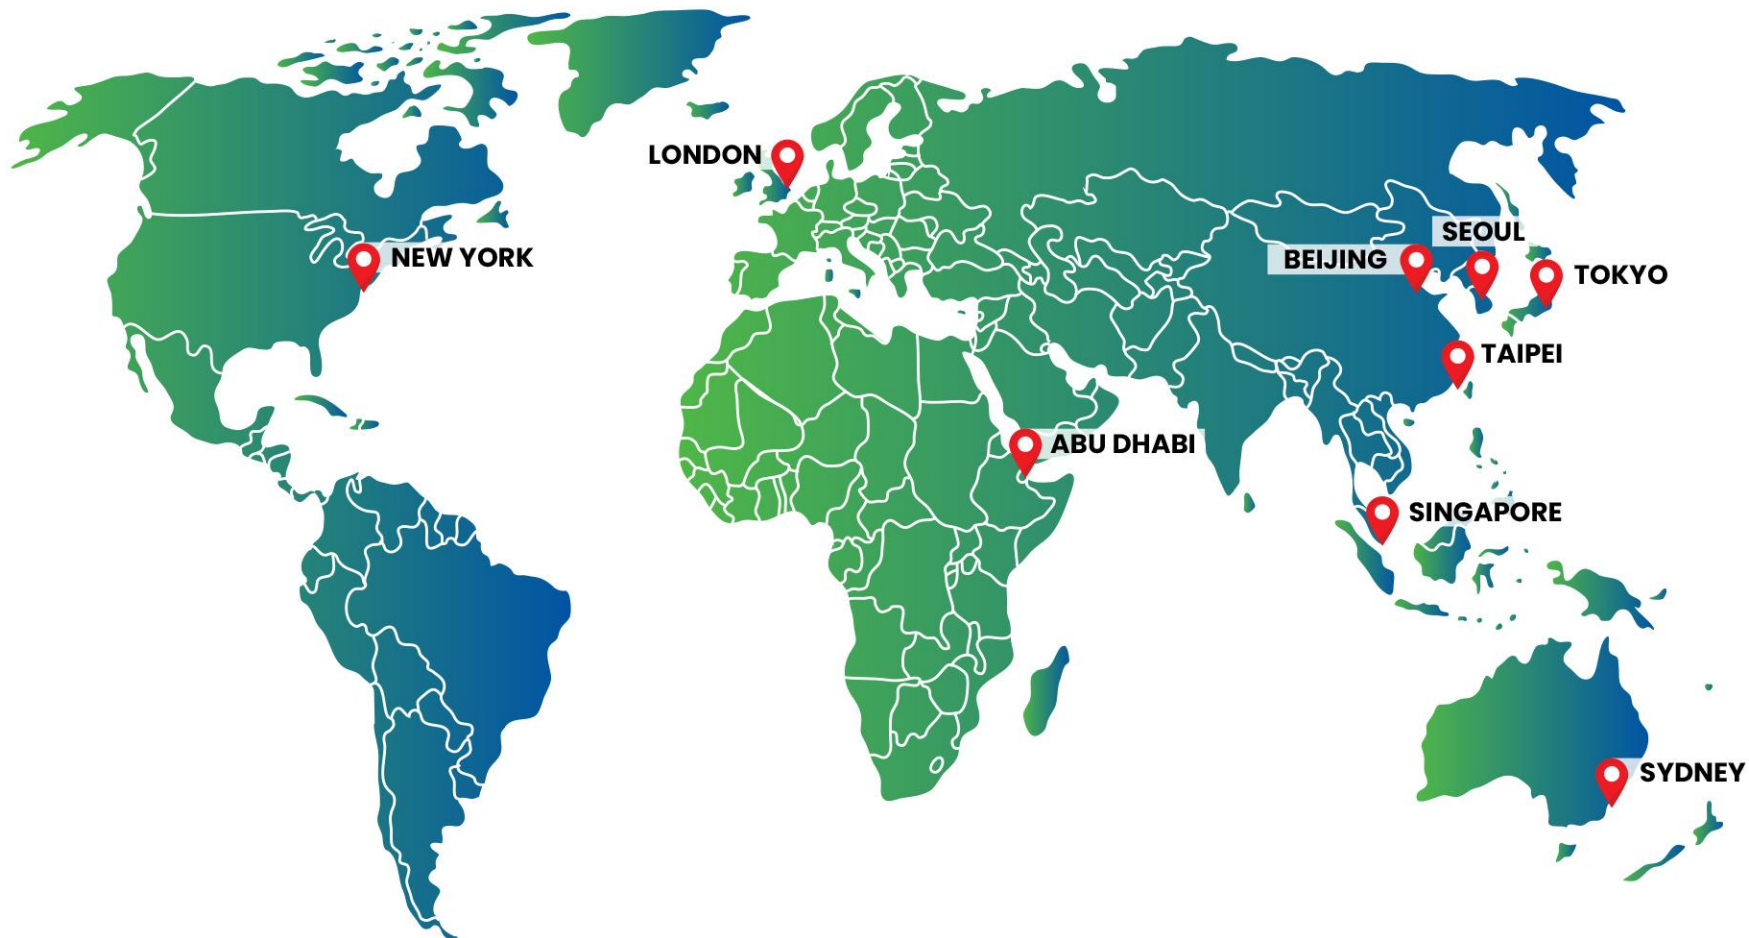 LONDON
SEOUL
NEW YORK
BEIJING
TOKYO
TAIPEI
ABU DHABI
SINGAPORE
SYDNEY